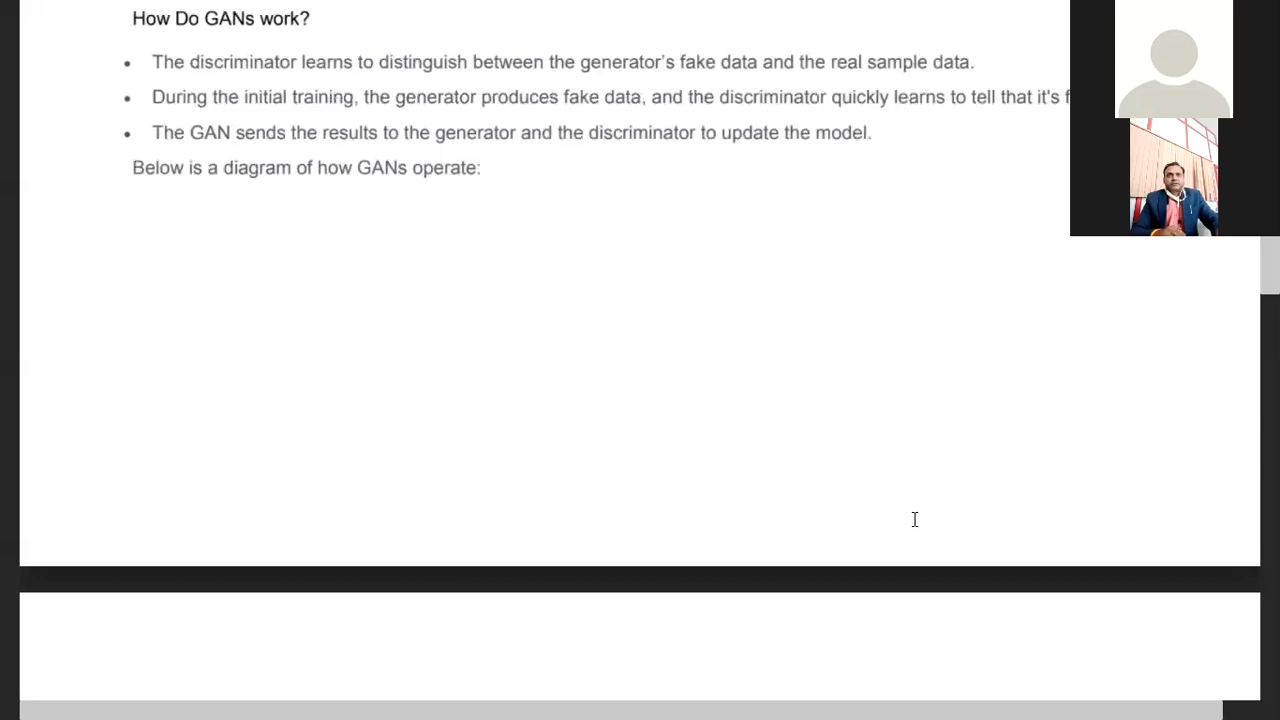 How Do GANs work?
• The discriminator learns to distinguish between the generator's fake data and the real sample data.
• During the initial training, the generator produces fake data, and the discriminator quickly learns to tell that it's
• The GAN sends the results to the generator and the discriminator to update the model.
Below is a diagram of how GANs operate: